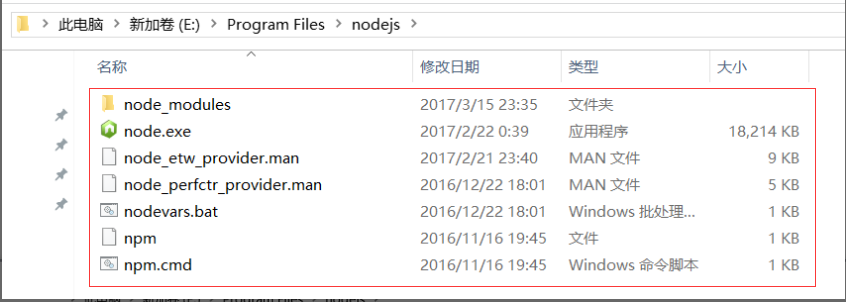 此电脑 > 新加卷 (E:) > Program Files > nodejs >
名称 修改日期 类型 大小
node_modules 2017/3/15 23:35 文件夹
node.exe 2017/2/22 0:39 应用程序 18,214 KB
node_etw_provider.man 2017/2/21 23:40 MAN 文件 9 KB
node_perfctr_provider.man 2016/12/22 18:01 MAN 文件 5 KB
nodevars.bat 2016/12/22 18:01 Windows 批处理... 1 KB
npm 2016/11/16 19:45 文件 1 KB
npm.cmd 2016/11/16 19:45 Windows 命令脚本 1 KB